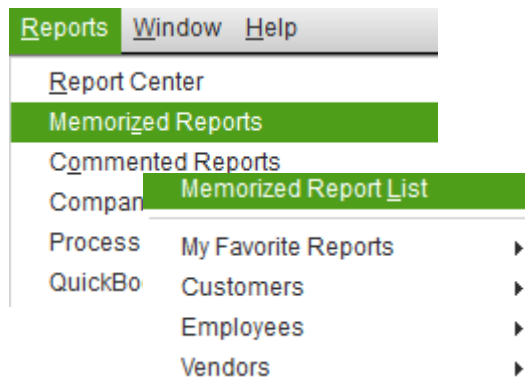 Reports Window Help
Report Center
Memorized Reports
Commented Reports
Compan
Process
QuickBo
Memorized Report List
My Favorite Reports
Customers
Employees
Vendors